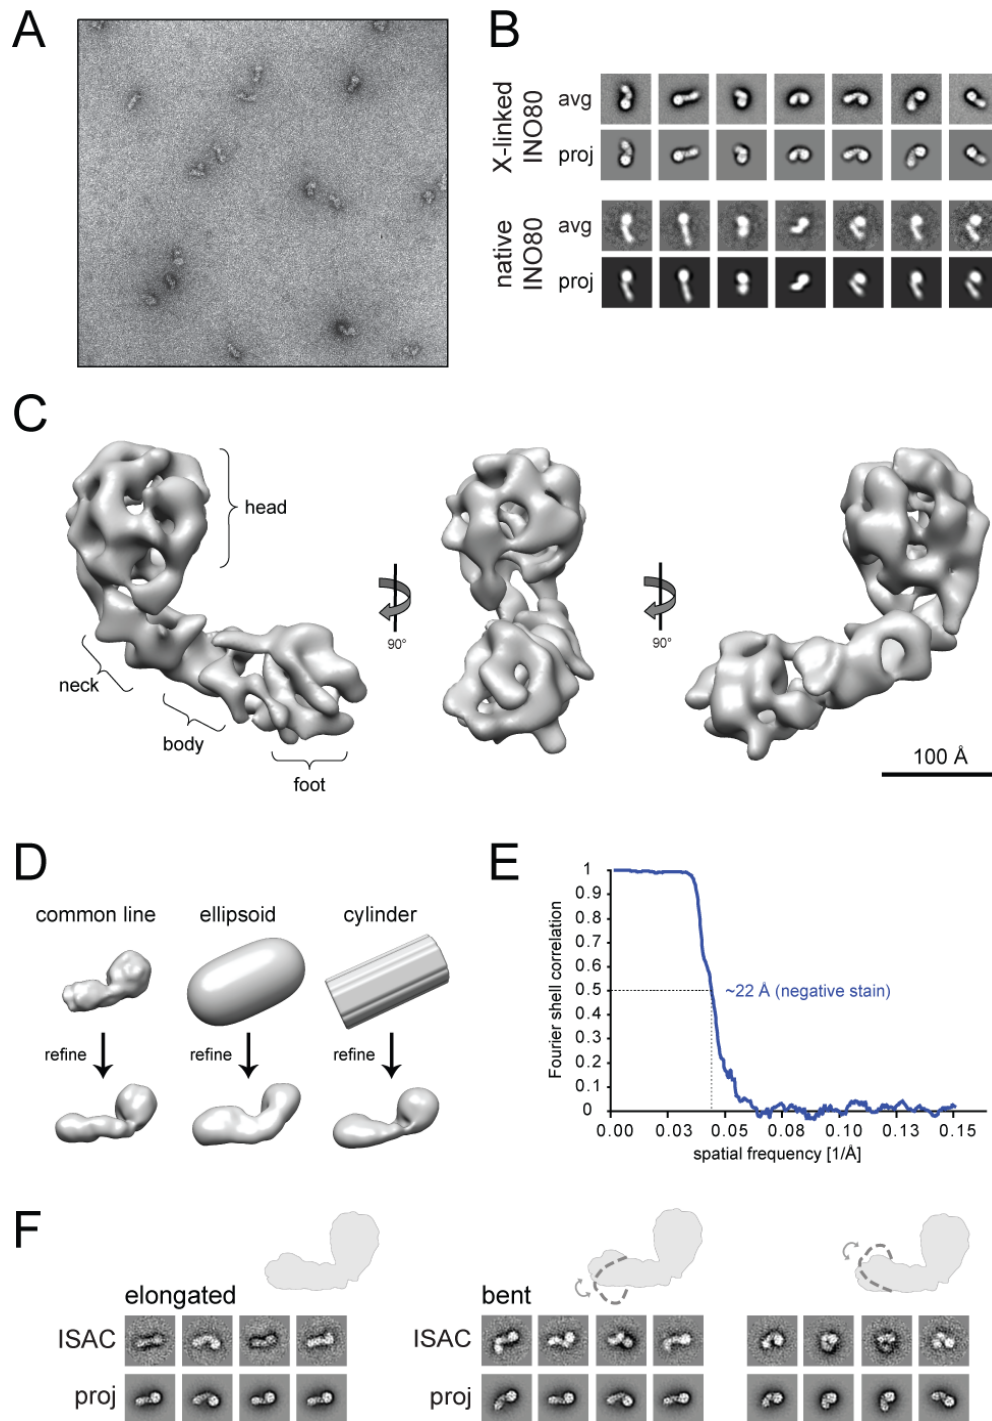 A
B
X-linked
INO80
avg
proj
native
INO80
avg
proj
C
head
neck
body
foot
90°
90°
100 Å
D
common line
ellipsoid
cylinder
refine
refine
refine
E
Fourier shell correlation
1
0.9
0.8
0.7
0.6
0.5
0.4
0.3
0.2
0.1
0
~22 Å (negative stain)
0.00 0.03 0.05 0.08 0.10 0.13 0.15
spatial frequency [1/Å]
F
elongated
ISAC
proj
bent
ISAC
proj